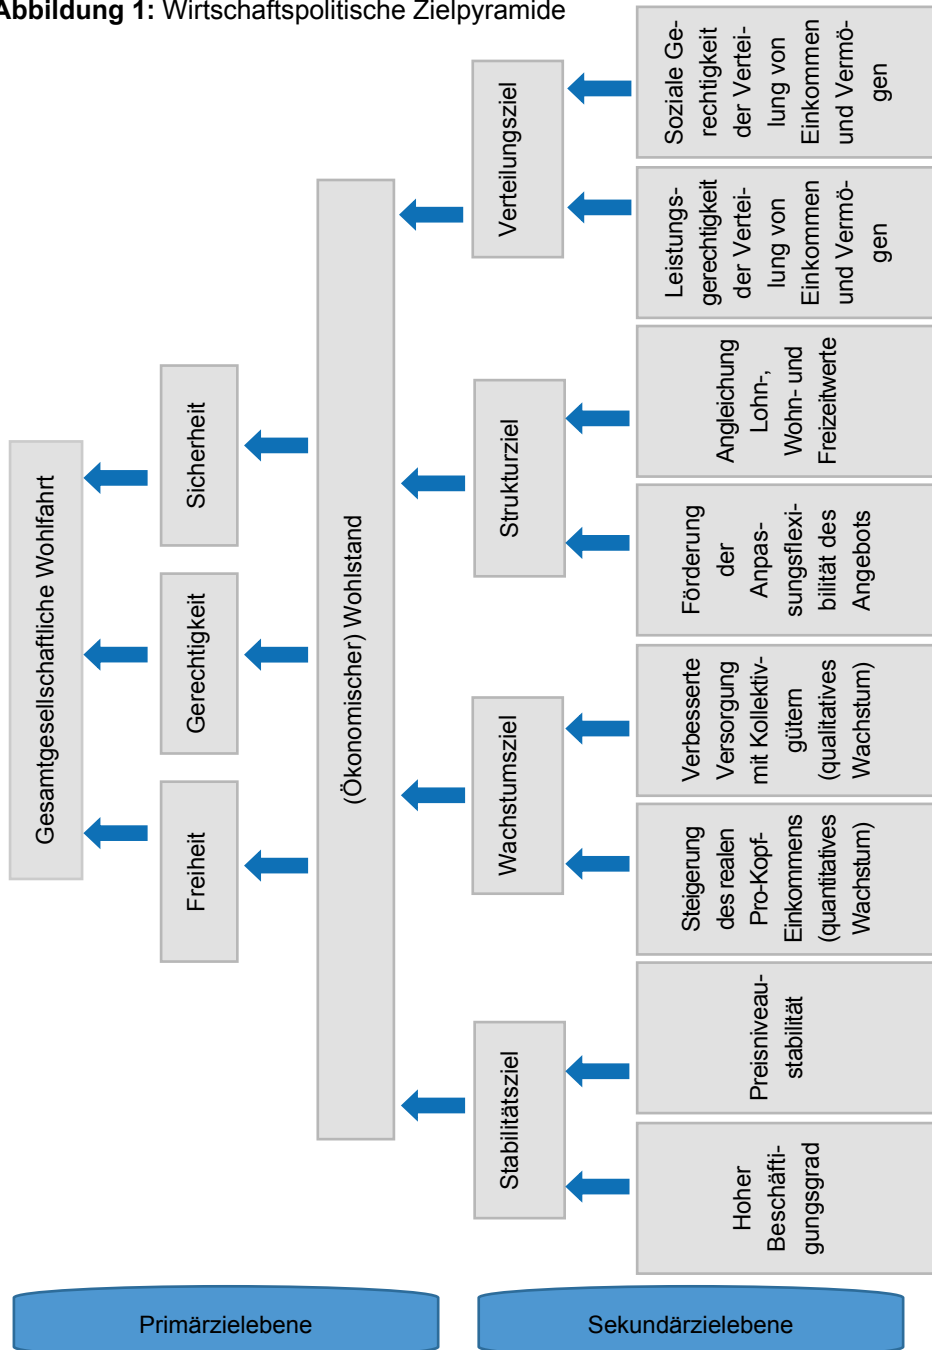 Abbildung 1: Wirtschaftspolitische Zielpyramide
Gesamtgesellschaftliche Wohlfahrt
Freiheit
Gerechtigkeit
Sicherheit
(Ökonomischer) Wohlstand
Stabilitätsziel
Wachstumsziel
Strukturziel
Verteilungsziel
Hoher
Beschäfti-
gungsgrad
Preisniveau-
stabilität
Steigerung
des realen
Pro-Kopf-
Einkommens
(quantitatives
Wachstum)
Verbesserte
Versorgung
mit Kollektiv-
gütern
(qualitatives
Wachstum)
Förderung
der
Anpas-
sungsflexi-
bilität des
Angebots
Angleichung
Lohn-,
Wohn- und
Freizeitwerte
Leistungs-
gerechtigkeit
der Vertei-
lung von
Einkommen
und Vermö-
gen
Soziale Ge-
rechtigkeit
der Vertei-
lung von
Einkommen
und Vermö-
gen
Primärzielebene
Sekundärzielebene